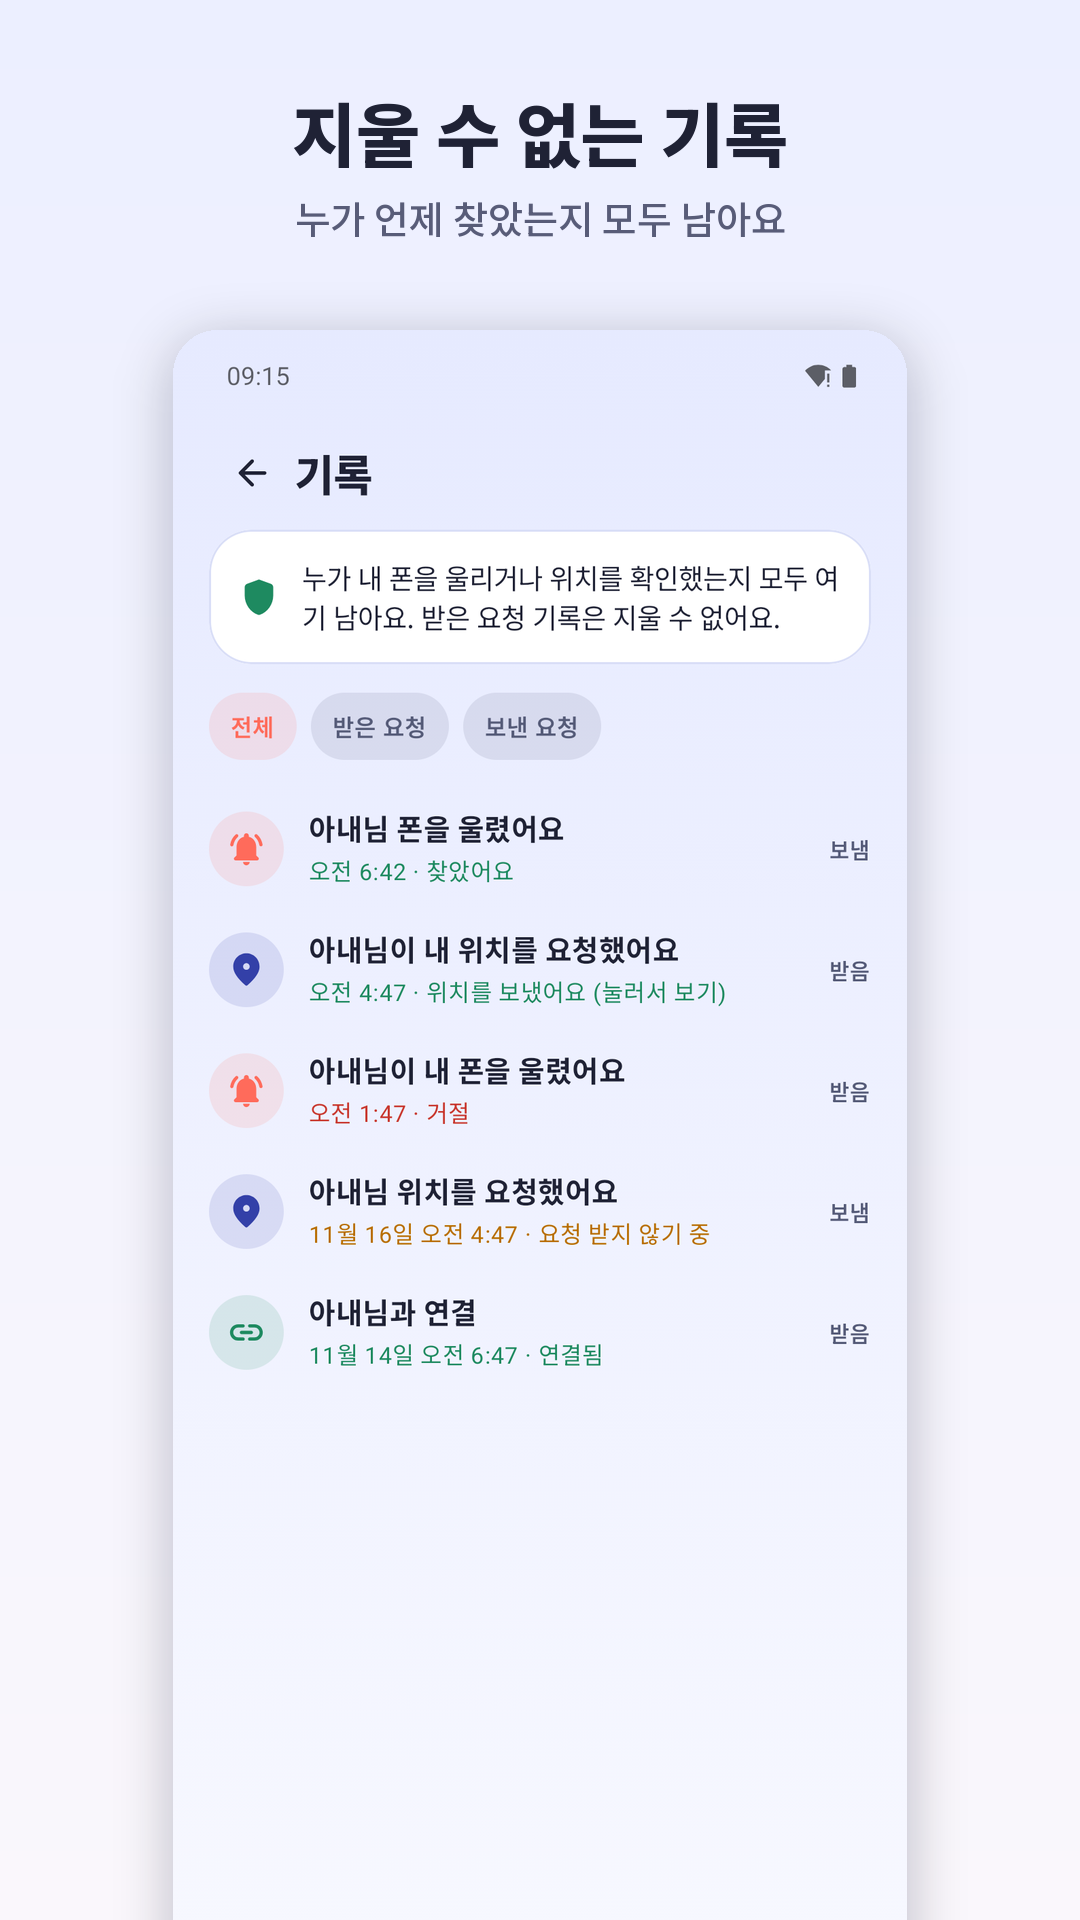 지울 수 없는 기록
누가 언제 찾았는지 모두 남아요
09:15
기록
누가 내 폰을 울리거나 위치를 확인했는지 모두 여
기 남아요. 받은 요청 기록은 지울 수 없어요.
전체
받은 요청
보낸 요청
아내님 폰을 울렸어요
오전 6:42 · 찾았어요
보냄
아내님이 내 위치를 요청했어요
오전 4:47 · 위치를 보냈어요 (눌러서 보기)
받음
아내님이 내 폰을 울렸어요
오전 1:47 · 거절
받음
아내님 위치를 요청했어요
11월 16일 오전 4:47 · 요청 받지 않기 중
보냄
아내님과 연결
11월 14일 오전 6:47 · 연결됨
받음